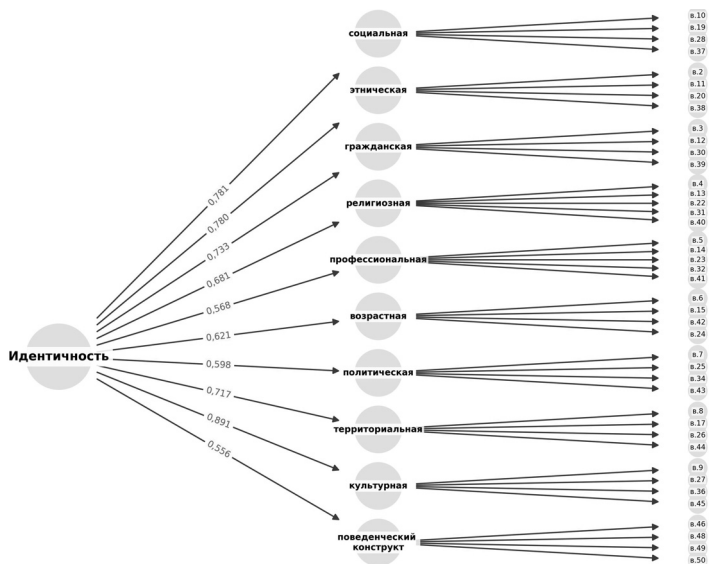 социальная
в.10
в.19
в.28
в.37
этническая
в.2
в.11
в.20
в.38
гражданская
в.3
в.12
в.30
в.39
религиозная
в.4
в.13
в.22
в.31
в.40
профессиональная
в.5
в.14
в.23
в.32
в.41
возрастная
в.6
в.15
в.42
в.24
политическая
в.7
в.25
в.34
в.43
территориальная
в.8
в.17
в.26
в.44
культурная
в.9
в.27
в.36
в.45
поведенческий
конструкт
в.46
в.48
в.49
в.50
Идентичность
0,781
0,780
0,733
0,681
0,568
0,621
0,598
0,717
0,891
0,556